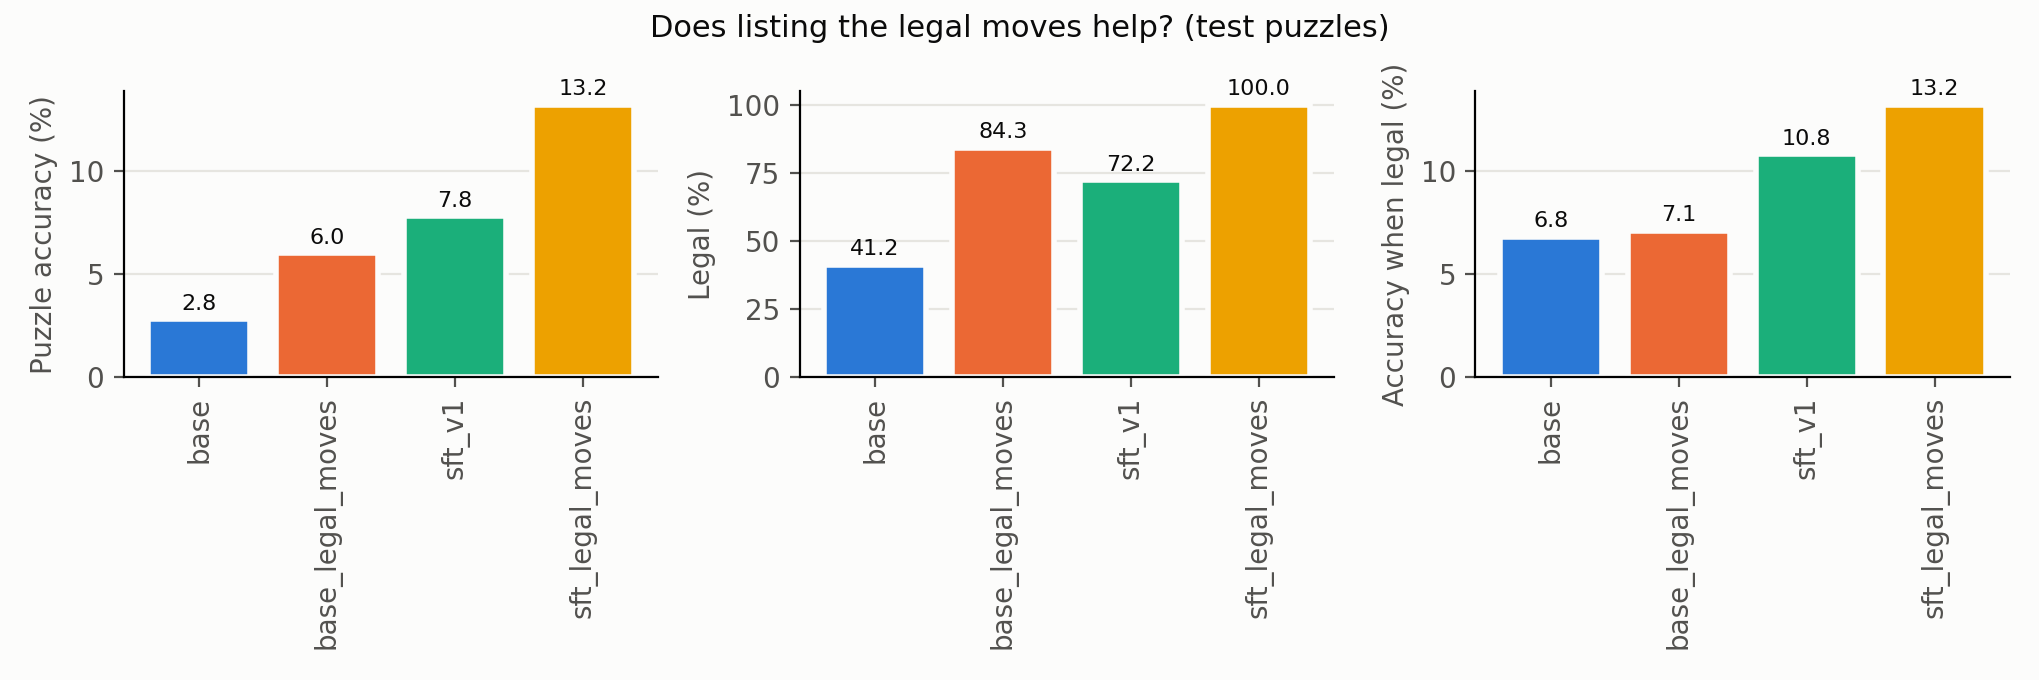 Does listing the legal moves help? (test puzzles)
Puzzle accuracy (%)
10
5
0
2.8
6.0
7.8
13.2
base
base_legal_moves
sft_v1
sft_legal_moves
Legal (%)
100
75
50
25
0
41.2
84.3
72.2
100.0
base
base_legal_moves
sft_v1
sft_legal_moves
Accuracy when legal (%)
10
5
0
6.8
7.1
10.8
13.2
base
base_legal_moves
sft_v1
sft_legal_moves